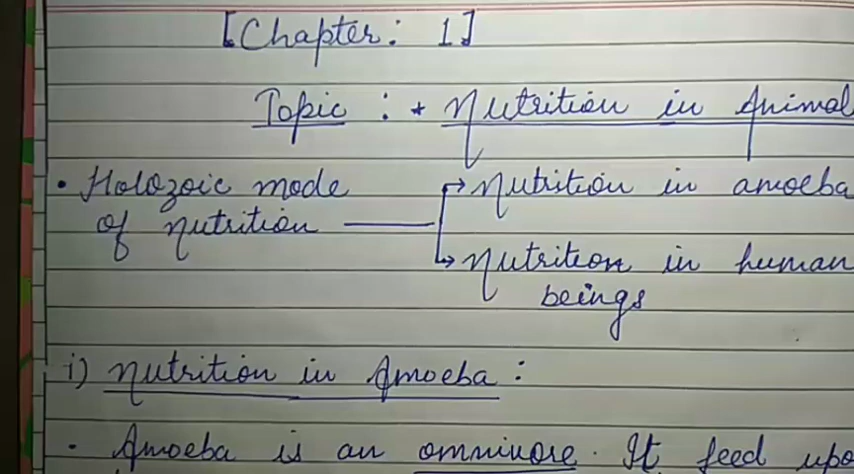 [Chapter: 1]
Topic : * Nutrition in Animal
• Holozoic mode of nutrition
→ nutrition in amoeba
→ nutrition in human beings
i) nutrition in Amoeba :
• Amoeba is an omnivore. It feed upo